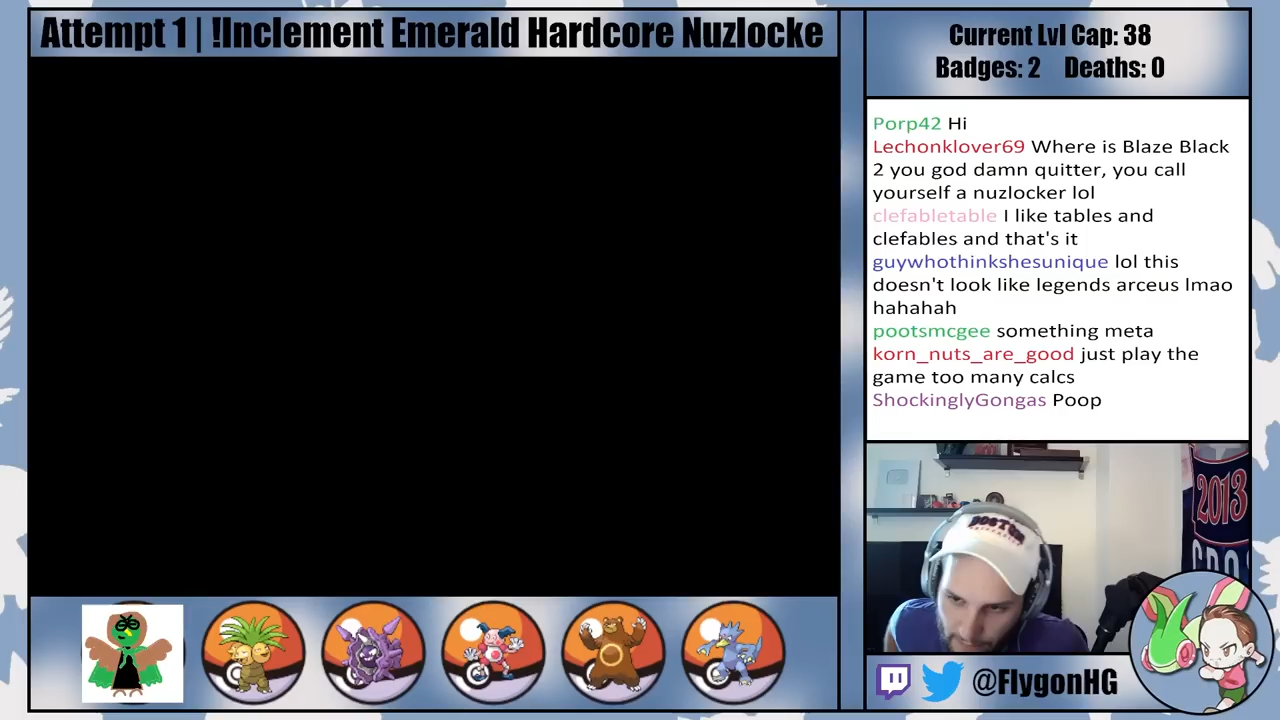 Attempt 1 | !Inclement Emerald Hardcore Nuzlocke
Current Lvl Cap: 38
Badges: 2 Deaths: 0
Porp42 Hi
Lechonklover69 Where is Blaze Black
2 you god damn quitter, you call
yourself a nuzlocker lol
clefabletable I like tables and
clefables and that's it
guywhothinkshesunique lol this
doesn't look like legends arceus lmao
hahahah
pootsmcgee something meta
korn_nuts_are_good just play the
game too many calcs
ShockinglyGongas Poop
BOSTON
2013
@FlygonHG